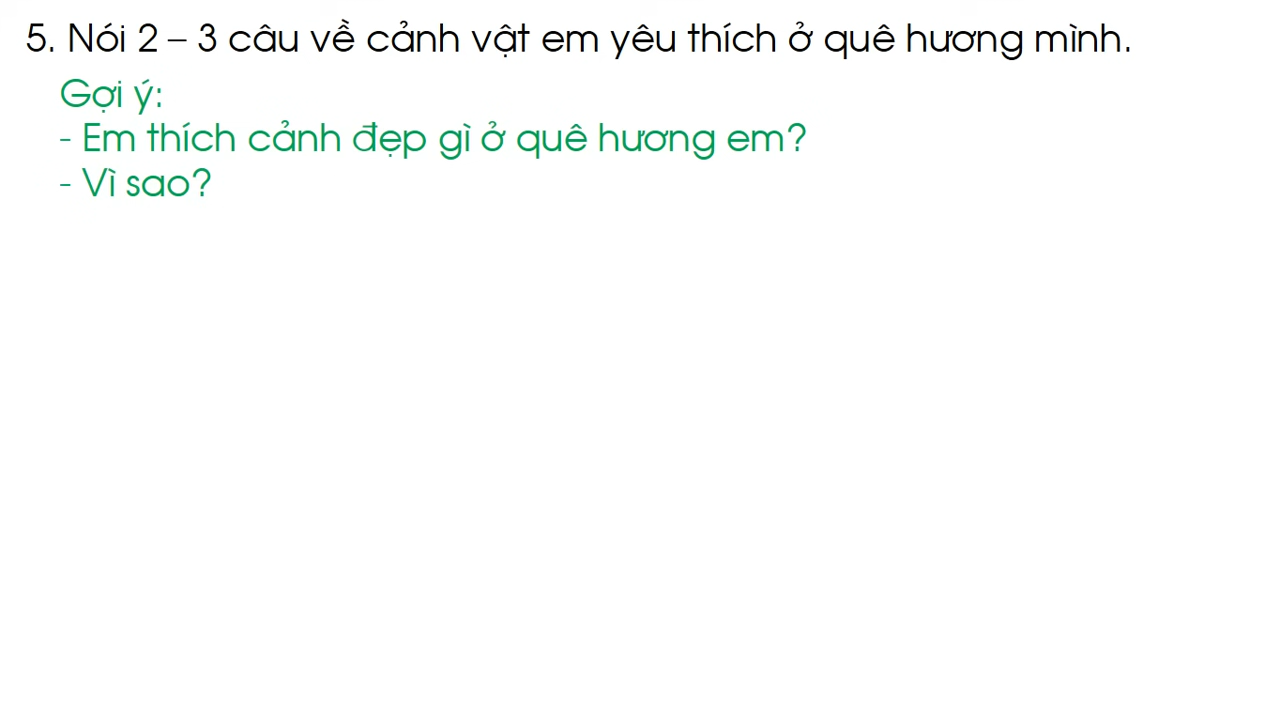 5. Nói 2 – 3 câu về cảnh vật em yêu thích ở quê hương mình.
Gợi ý:
- Em thích cảnh đẹp gì ở quê hương em?
- Vì sao?